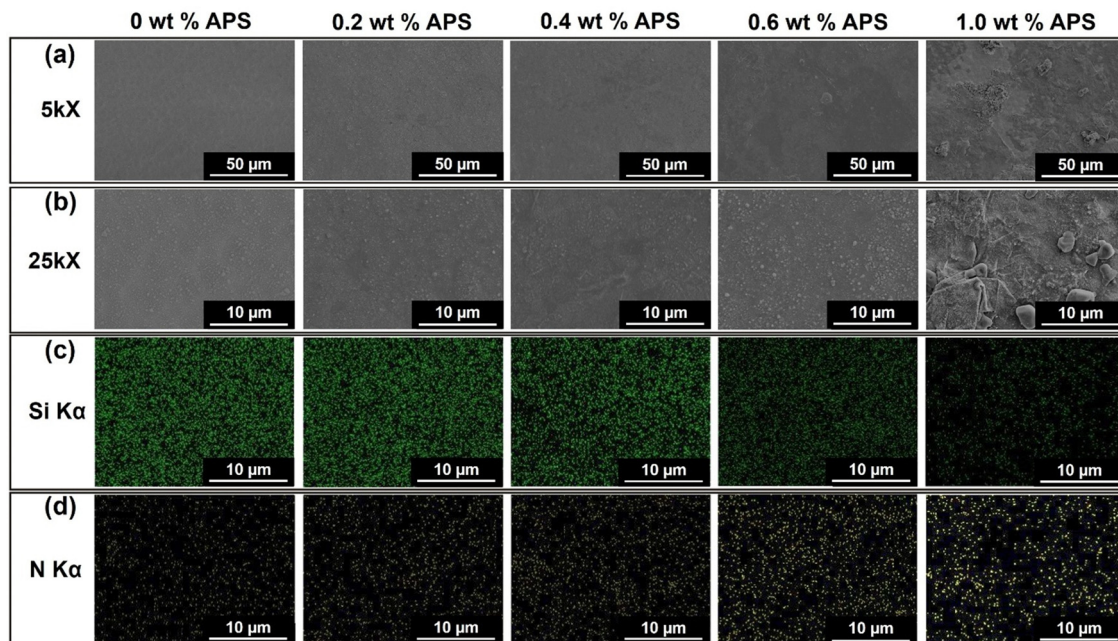 0 wt % APS 0.2 wt % APS 0.4 wt % APS 0.6 wt % APS 1.0 wt % APS
(a)
5kX
50 µm 50 µm 50 µm 50 µm 50 µm
(b)
25kX
10 µm 10 µm 10 µm 10 µm 10 µm
(c)
Si Kα
10 µm 10 µm 10 µm 10 µm 10 µm
(d)
N Kα
10 µm 10 µm 10 µm 10 µm 10 µm